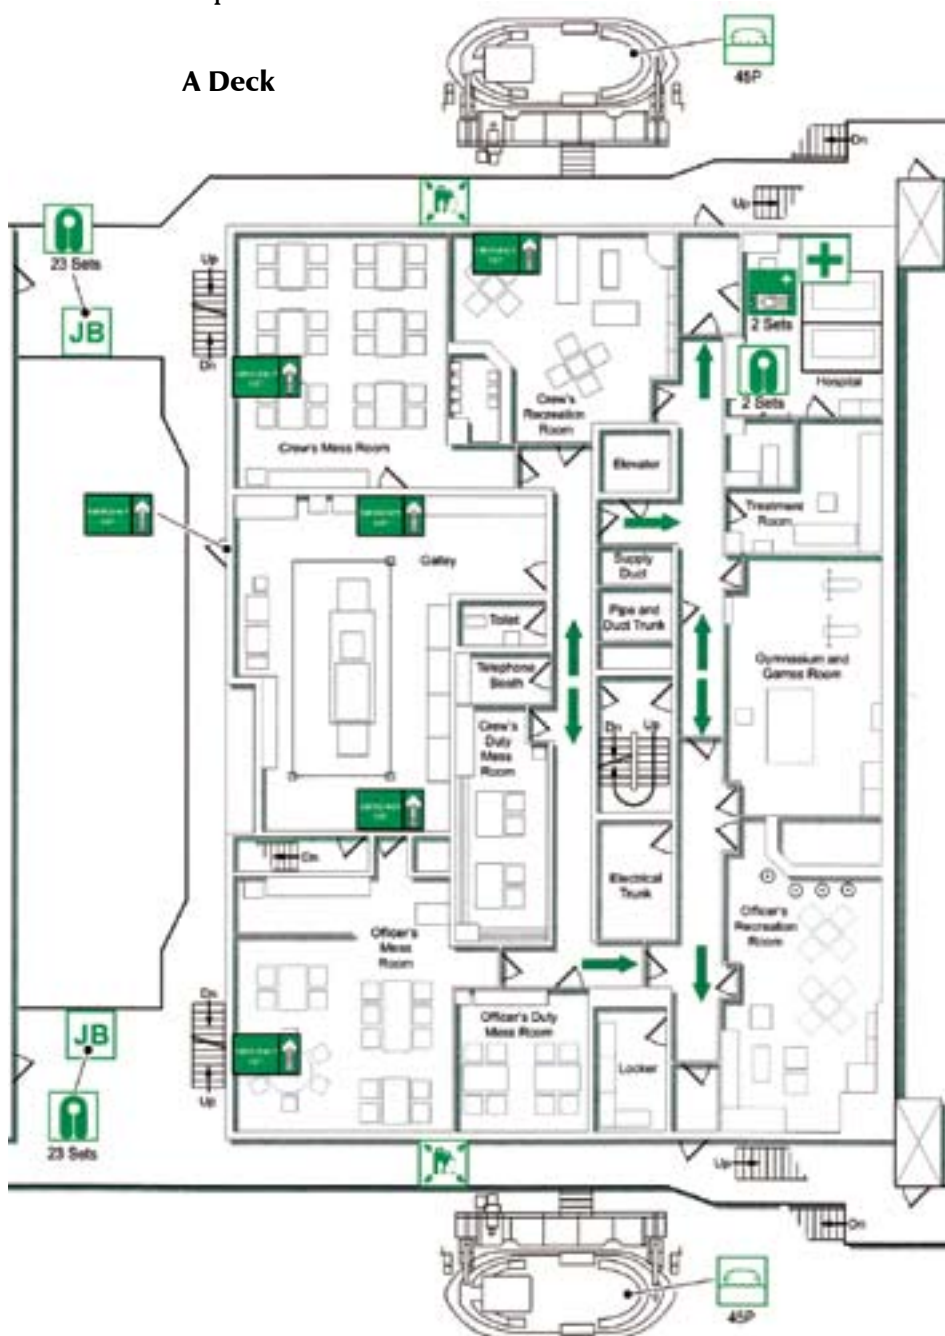 A Deck
45P
Dn
Up
23 Sets
JB
Up
Dn
2 Sets
2 Sets
Hospital
Crew's
Recreation
Room
Crew's Mess Room
Elevator
Treatment
Room
Galley
Supply
Duct
Pipe and
Duct Trunk
Toilet
Telephone
Booth
Gymnasium and
Games Room
Crew's
Duty
Mess
Room
Dn
Up
Dn
Electrical
Trunk
Officer's
Mess
Room
Officer's
Recreation
Room
Dn
Officer's Duty
Mess Room
JB
Locker
Up
23 Sets
Up
Dn
45P